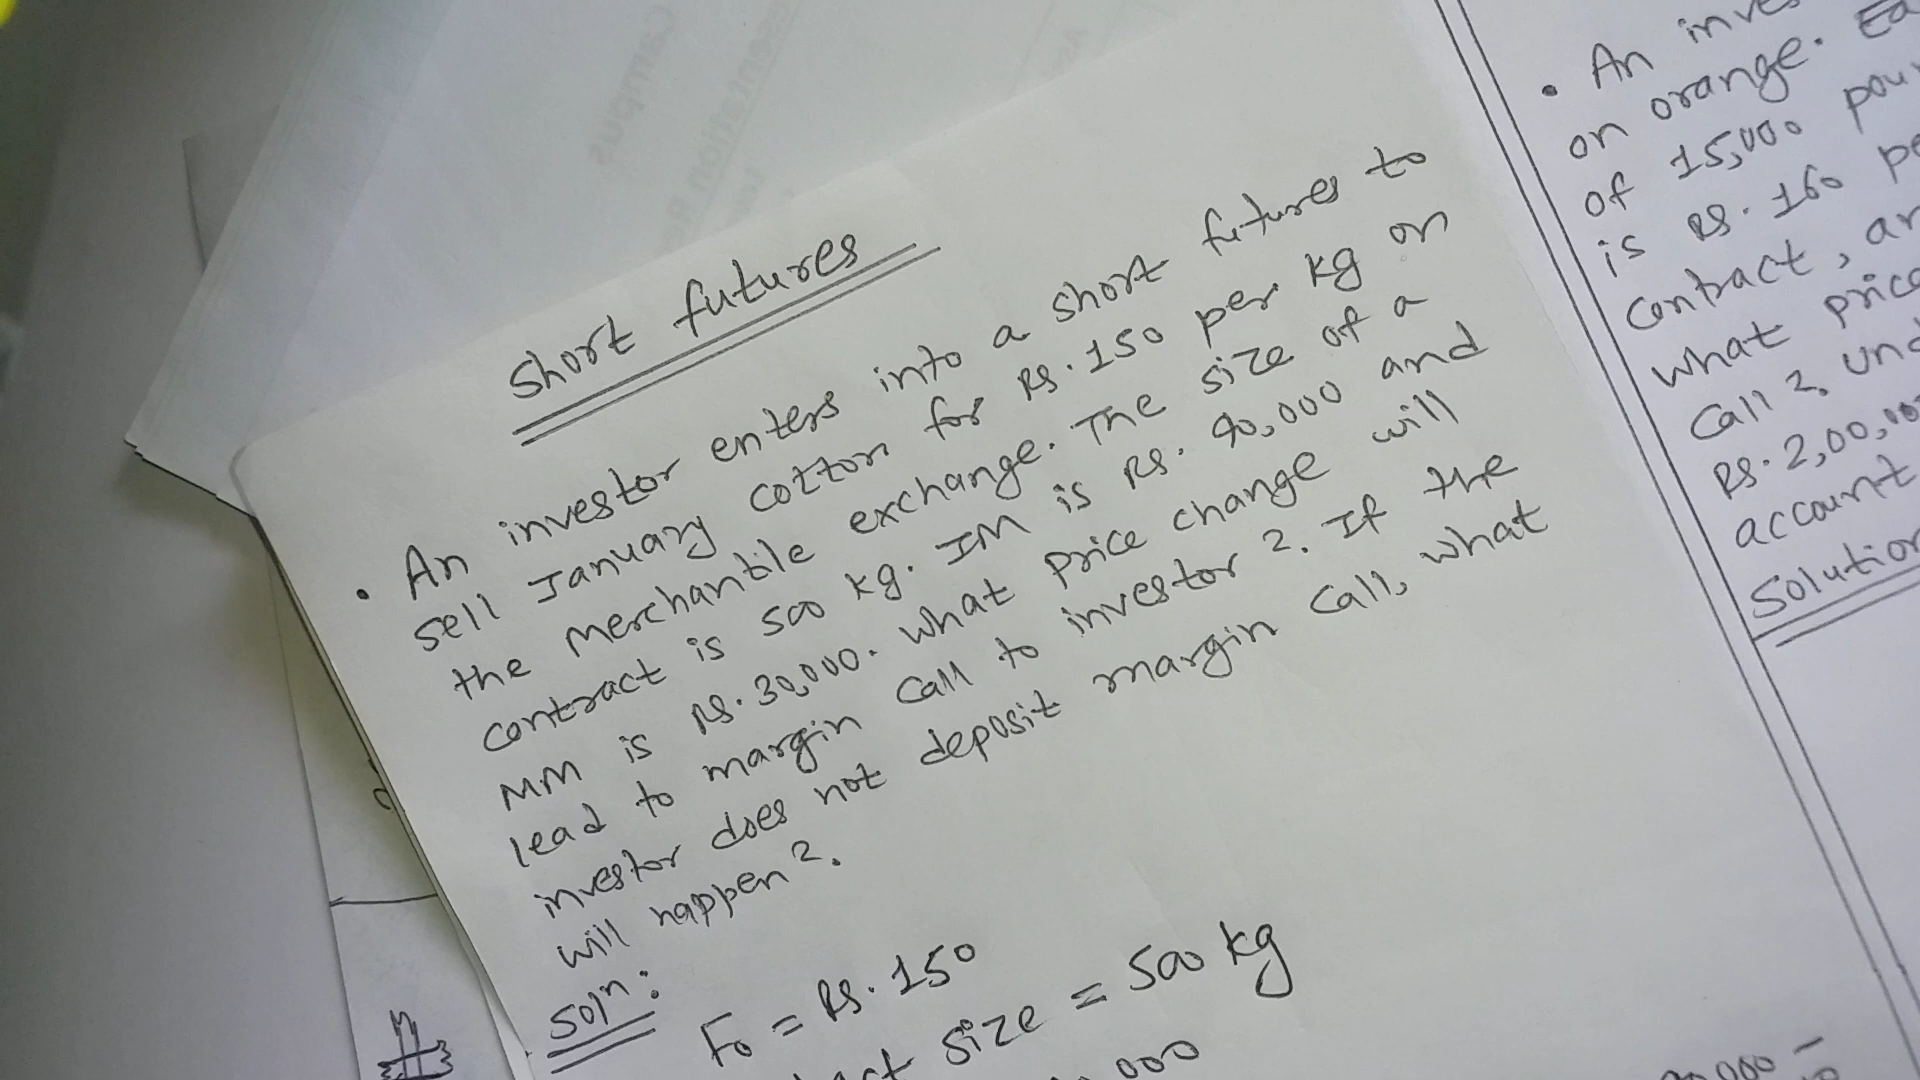 Short futures
• An investor enters into a short futures to
sell January cotton for Rs. 150 per kg on
the merchantile exchange. The size of a
contract is 500 kg. IM is Rs. 90,000 and
MM is Rs. 30,000. What price change will
lead to margin call to investor ?. If the
investor does not deposit margin call, what
will happen ?.
Soln:
F₀ = Rs. 150
size = 500 kg
000
• An
on orange.
of 15,000
is Rs. 160
contract,
what price
call ?
Rs. 2,00,00
account
Solution